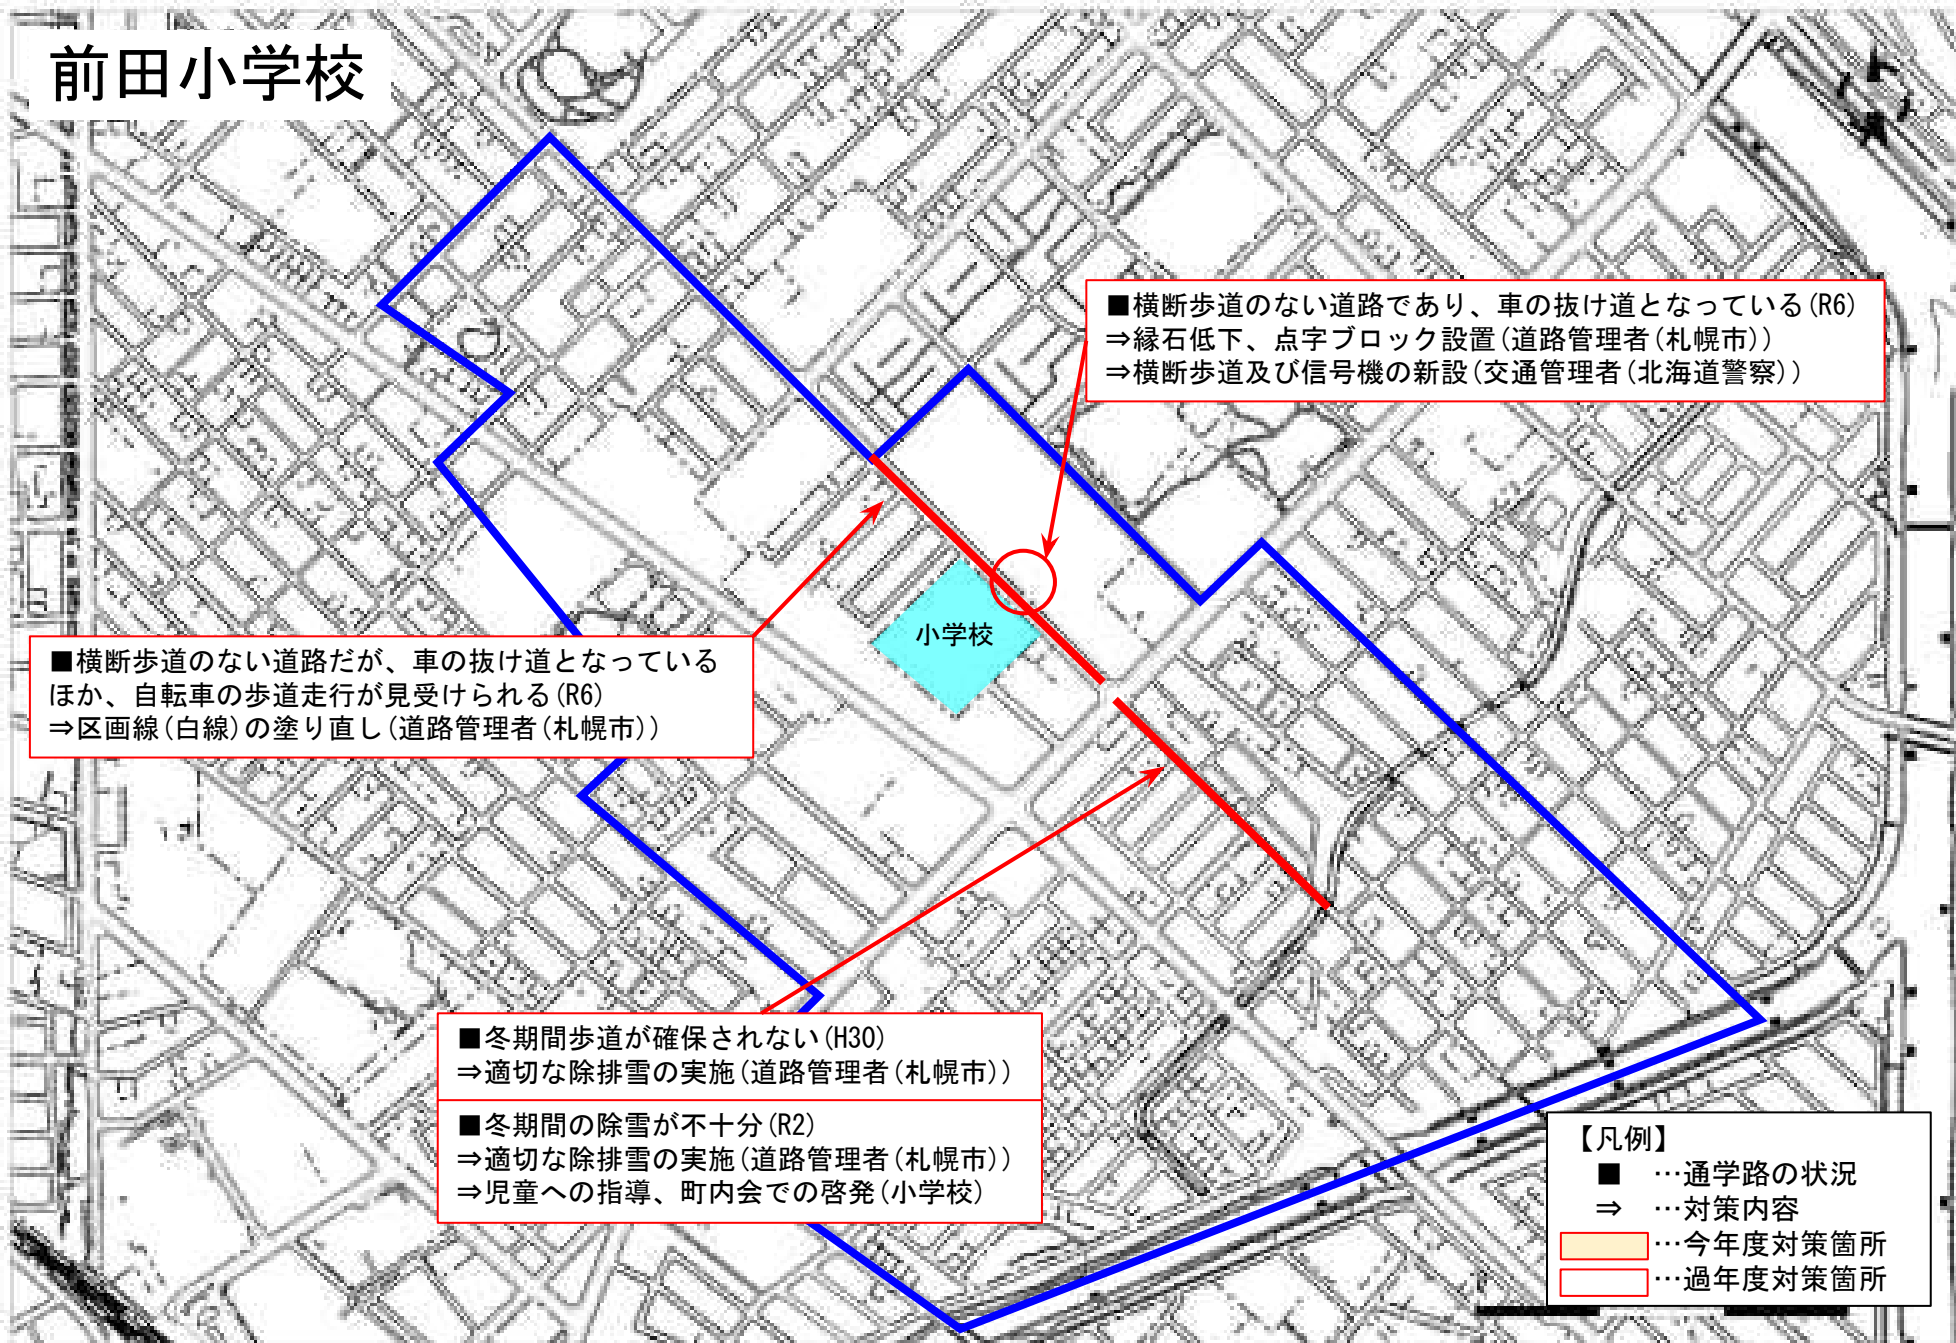 前田小学校
■横断歩道のない道路であり、車の抜け道となっている(R6)
⇒縁石低下、点字ブロック設置(道路管理者(札幌市))
⇒横断歩道及び信号機の新設(交通管理者(北海道警察))
小学校
■横断歩道のない道路だが、車の抜け道となっている
ほか、自転車の歩道走行が見受けられる(R6)
⇒区画線(白線)の塗り直し(道路管理者(札幌市))
■冬期間歩道が確保されない(H30)
⇒適切な除排雪の実施(道路管理者(札幌市))
■冬期間の除雪が不十分(R2)
⇒適切な除排雪の実施(道路管理者(札幌市))
⇒児童への指導、町内会での啓発(小学校)
【凡例】
■ …通学路の状況
⇒ …対策内容
…今年度対策箇所
…過年度対策箇所